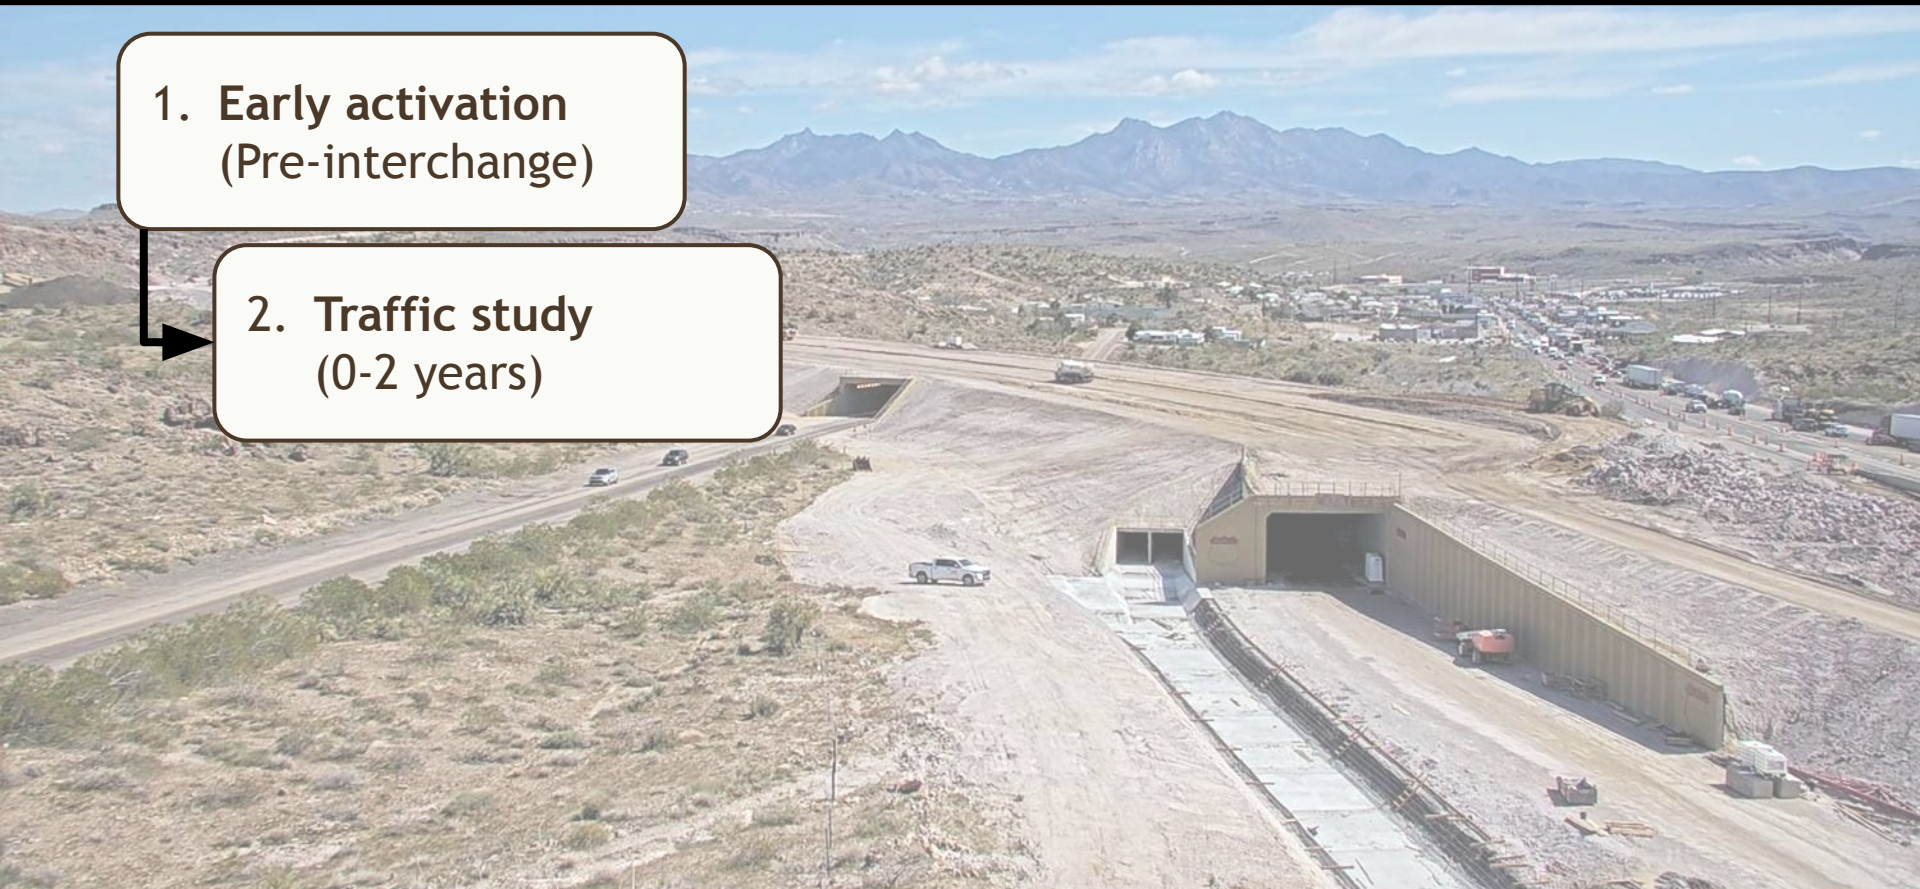 1. Early activation
(Pre-interchange)
2. Traffic study
(0-2 years)